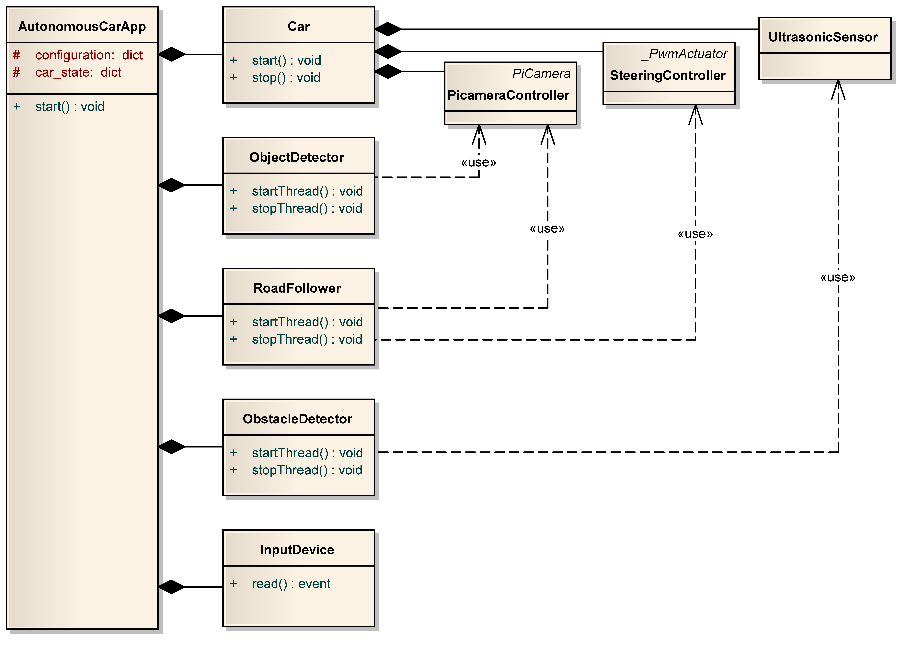 AutonomousCarApp
# configuration: dict
# car_state: dict
+ start() : void
Car
+ start() : void
+ stop() : void
UltrasonicSensor
_PwmActuator
SteeringController
PiCamera
PicameraController
ObjectDetector
+ startThread() : void
+ stopThread() : void
«use»
«use»
«use»
«use»
RoadFollower
+ startThread() : void
+ stopThread() : void
ObstacleDetector
+ startThread() : void
+ stopThread() : void
InputDevice
+ read() : event